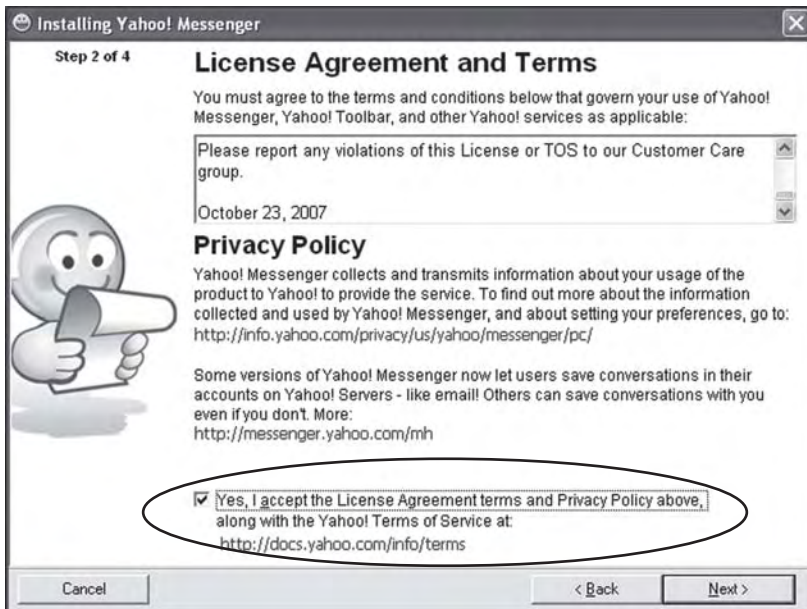 Installing Yahoo! Messenger
Step 2 of 4
License Agreement and Terms
You must agree to the terms and conditions below that govern your use of Yahoo!
Messenger, Yahoo! Toolbar, and other Yahoo! services as applicable:
Please report any violations of this License or TOS to our Customer Care
group.
October 23, 2007
Privacy Policy
Yahoo! Messenger collects and transmits information about your usage of the
product to Yahoo! to provide the service. To find out more about the information
collected and used by Yahoo! Messenger, and about setting your preferences, go to:
http://info.yahoo.com/privacy/us/yahoo/messenger/pc/
Some versions of Yahoo! Messenger now let users save conversations in their
accounts on Yahoo! Servers - like email! Others can save conversations with you
even if you don't. More:
http://messenger.yahoo.com/mh
Yes, I accept the License Agreement terms and Privacy Policy above,
along with the Yahoo! Terms of Service at:
http://docs.yahoo.com/info/terms
Cancel
< Back
Next >